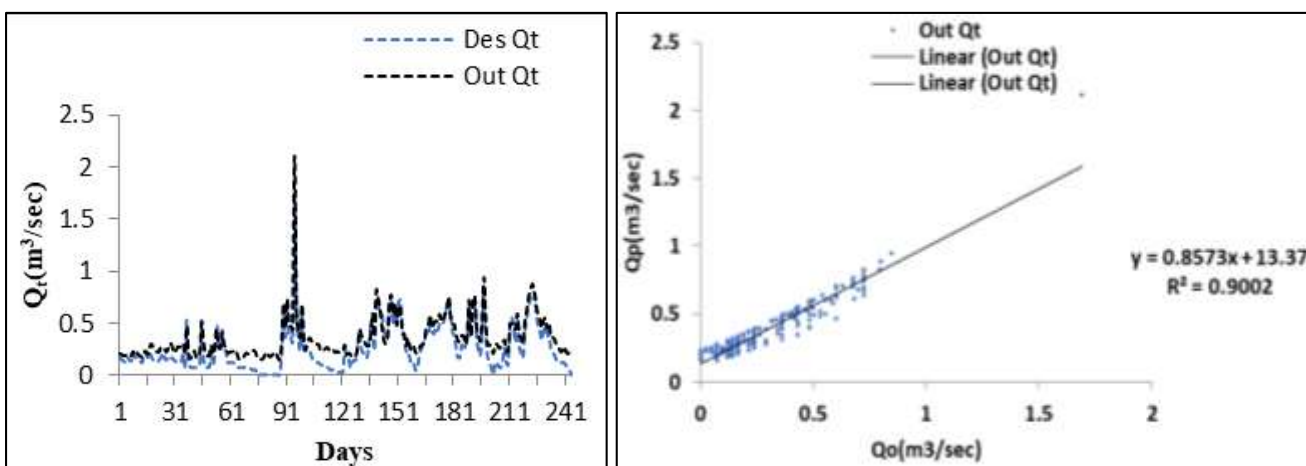 Des Qt
Out Qt
2.5
2
1.5
1
0.5
0
Qt(m³/sec)
1 31 61 91 121 151 181 211 241
Days
Out Qt
Linear (Out Qt)
Linear (Out Qt)
2.5
2
1.5
1
0.5
0
Qp(m3/sec)
y = 0.8573x + 13.37
R² = 0.9002
0 0.5 1 1.5 2
Qo(m3/sec)